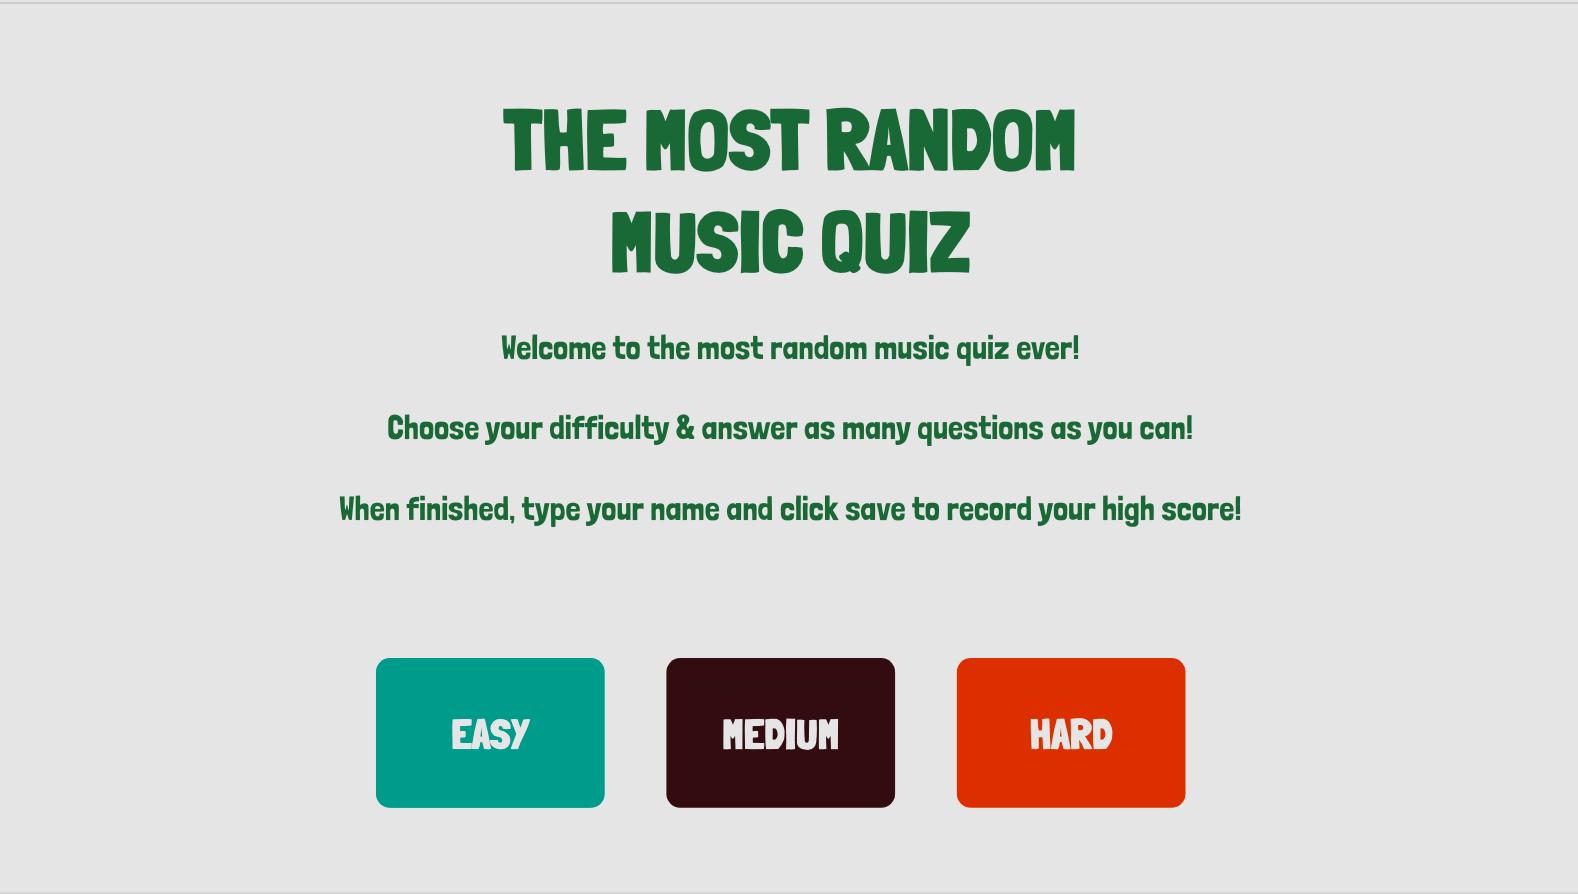 THE MOST RANDOM
MUSIC QUIZ
Welcome to the most random music quiz ever!
Choose your difficulty & answer as many questions as you can!
When finished, type your name and click save to record your high score!
EASY
MEDIUM
HARD